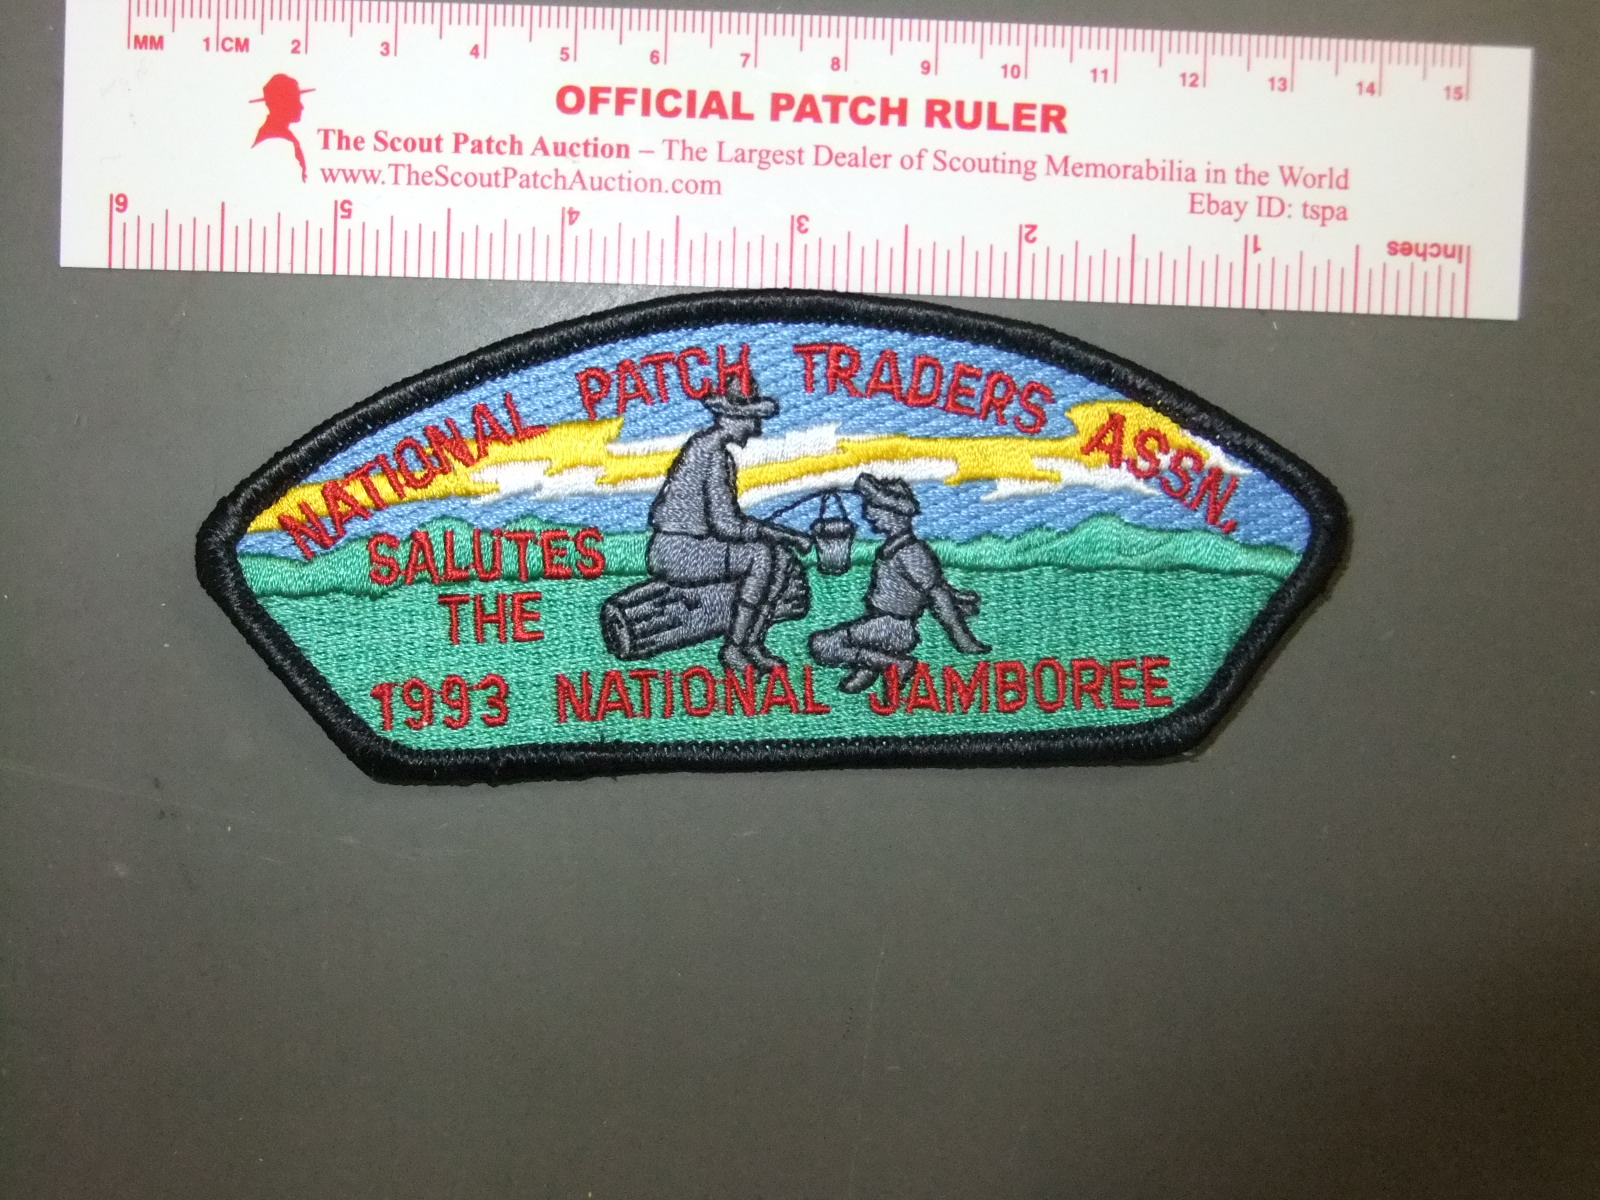 MM 1 CM 2 3 4 5 6 7 8 9 10 11 12 13 14 15
OFFICIAL PATCH RULER
The Scout Patch Auction – The Largest Dealer of Scouting Memorabilia in the World
www.TheScoutPatchAuction.com
Ebay ID: tspa
6 5 4 3 2 1 Inches
NATIONAL PATCH TRADERS ASSN.
SALUTES
THE
1993 NATIONAL JAMBOREE